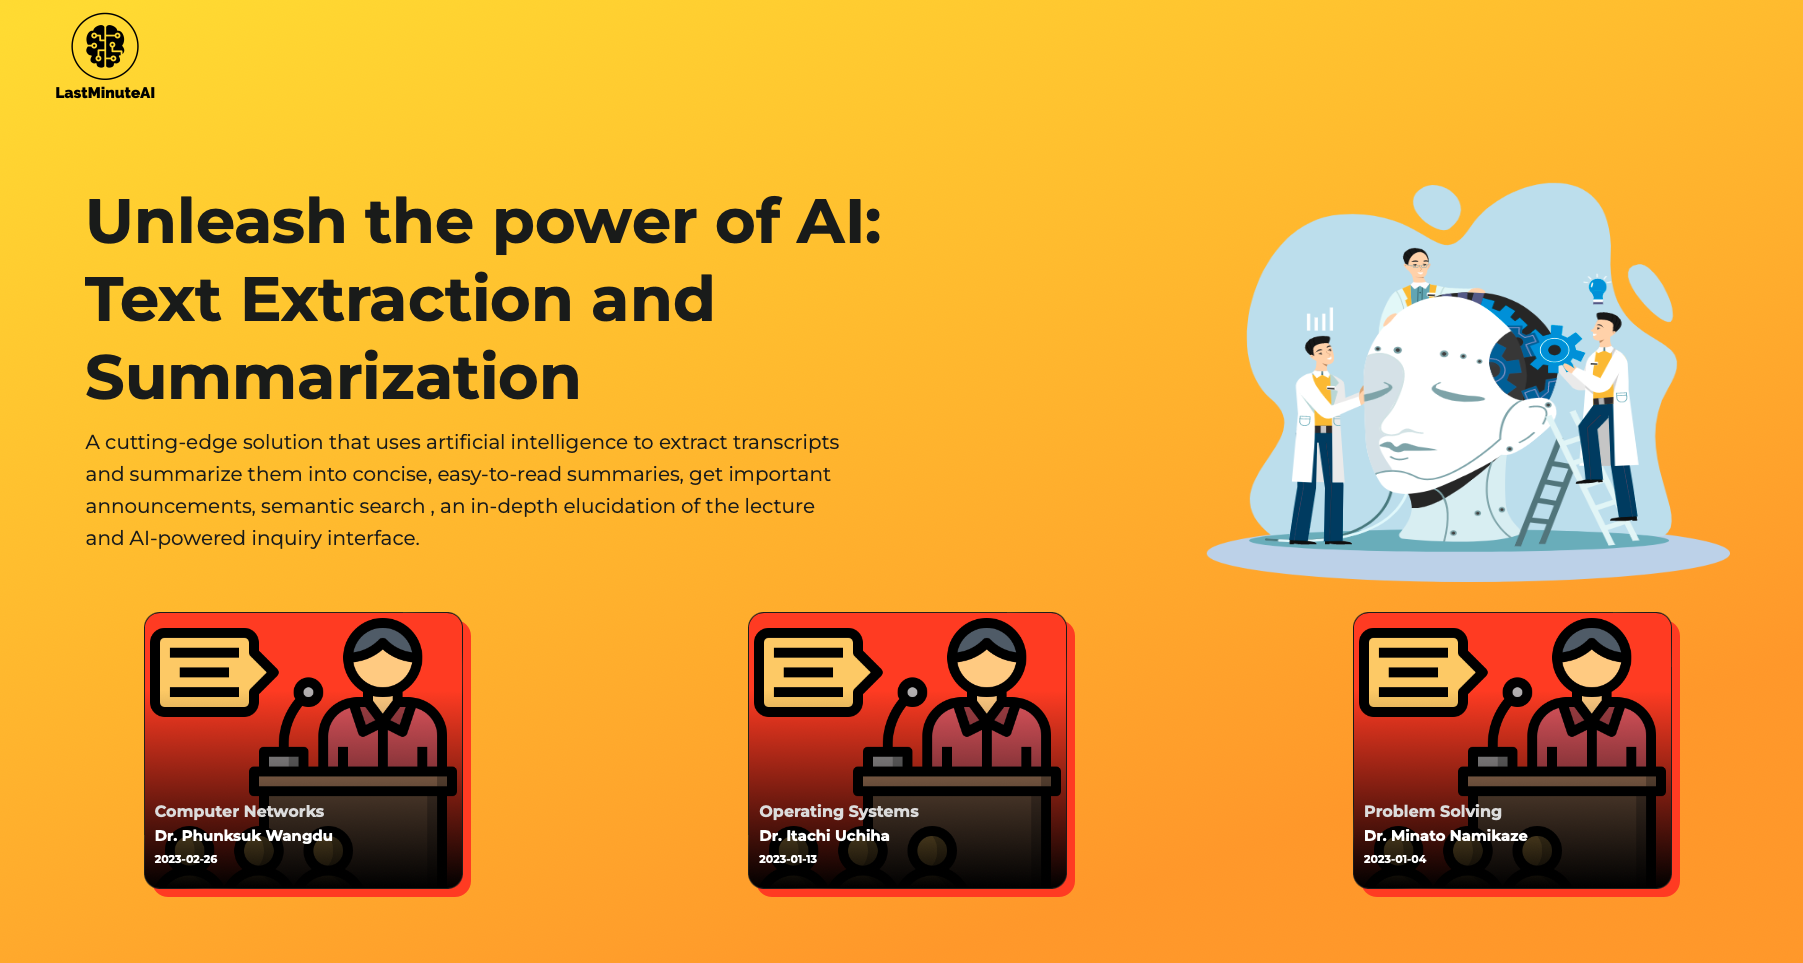 LastMinuteAI
Unleash the power of AI:
Text Extraction and
Summarization
A cutting-edge solution that uses artificial intelligence to extract transcripts
and summarize them into concise, easy-to-read summaries, get important
announcements, semantic search , an in-depth elucidation of the lecture
and AI-powered inquiry interface.
Computer Networks
Dr. Phunksuk Wangdu
2023-02-26
Operating Systems
Dr. Itachi Uchiha
2023-01-13
Problem Solving
Dr. Minato Namikaze
2023-01-04